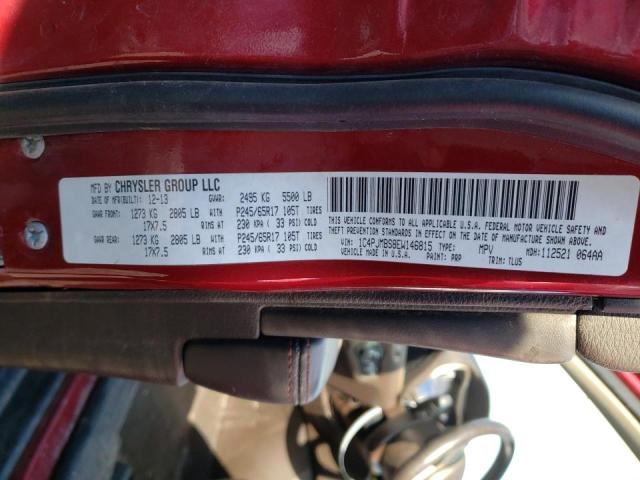 MFD BY CHRYSLER GROUP LLC
DATE OF MFR(BUILT): 12-13 GVWR: 2495 KG 5500 LB
GAWR FRONT: 1273 KG 2805 LB WITH P245/65R17 105T TIRES
17X7.5 RIMS AT 230 KPA ( 33 PSI) COLD
GAWR REAR: 1273 KG 2805 LB WITH P245/65R17 105T TIRES
17X7.5 RIMS AT 230 KPA ( 33 PSI) COLD
THIS VEHICLE CONFORMS TO ALL APPLICABLE U.S.A. FEDERAL MOTOR VEHICLE SAFETY AND
THEFT PREVENTION STANDARDS IN EFFECT ON THE DATE OF MANUFACTURE SHOWN ABOVE.
VIN: 1C4PJMBS8EW146815 TYPE: MPV MDH: 112521 064AA
VEHICLE MADE IN U.S.A. PAINT: PRP TRIM: TLU5